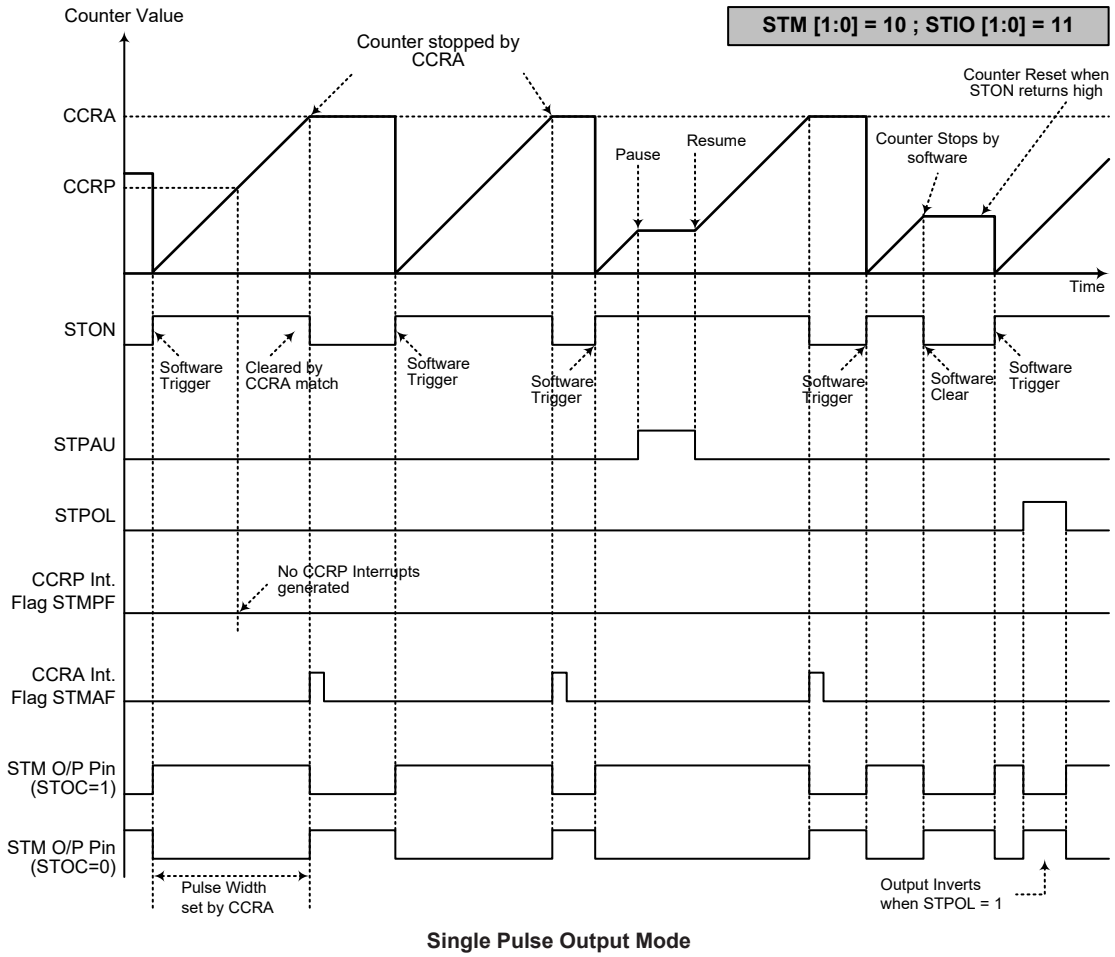 Counter Value
STM [1:0] = 10 ; STIO [1:0] = 11
Counter stopped by
CCRA
Counter Reset when
STON returns high
CCRA
Pause
Resume
Counter Stops by
software
CCRP
Time
STON
Software
Trigger
Cleared by
CCRA match
Software
Trigger
Software
Trigger
Software
Trigger
Software
Clear
Software
Trigger
STPAU
STPOL
No CCRP Interrupts
generated
CCRP Int.
Flag STMPF
CCRA Int.
Flag STMAF
STM O/P Pin
(STOC=1)
STM O/P Pin
(STOC=0)
Pulse Width
set by CCRA
Output Inverts
when STPOL = 1
Single Pulse Output Mode